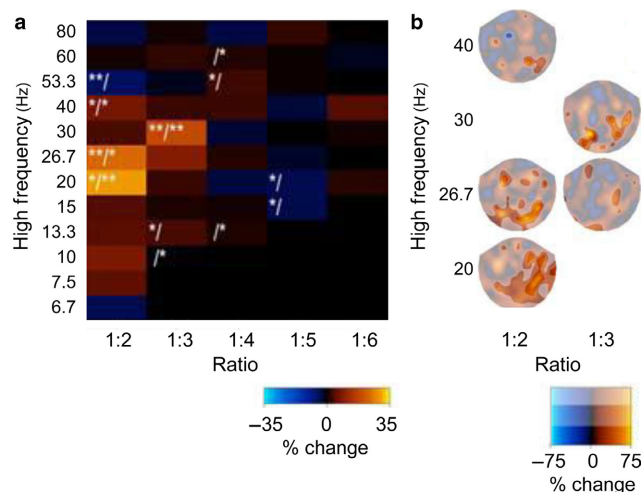 a
High frequency (Hz)
80
60 /*
53.3 **/ */
40 */*
30 **/**
26.7 **/*
20 */** */
15 */
13.3 */ /*
10 /*
7.5
6.7
1:2 1:3 1:4 1:5 1:6
Ratio
–35 0 35
% change
b
High frequency (Hz)
40
30
26.7
20
1:2 1:3
Ratio
–75 0 75
% change